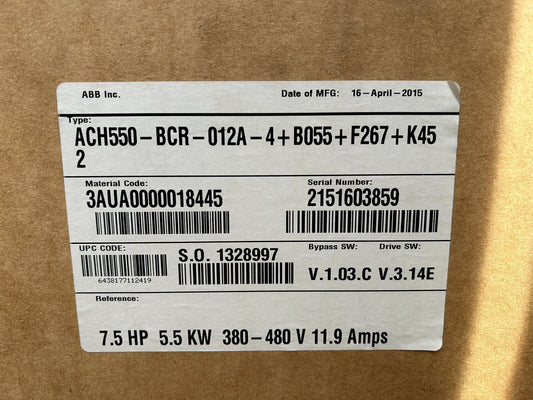 ABB Inc. Date of MFG: 16-April-2015
Type:
ACH550-BCR-012A-4+B055+F267+K45
2
Material Code: Serial Number:
3AUA0000018445 2151603859
UPC CODE: S.O. 1328997 Bypass SW: Drive SW:
6438177112419 V.1.03.C V.3.14E
Reference:
7.5 HP 5.5 KW 380-480 V 11.9 Amps